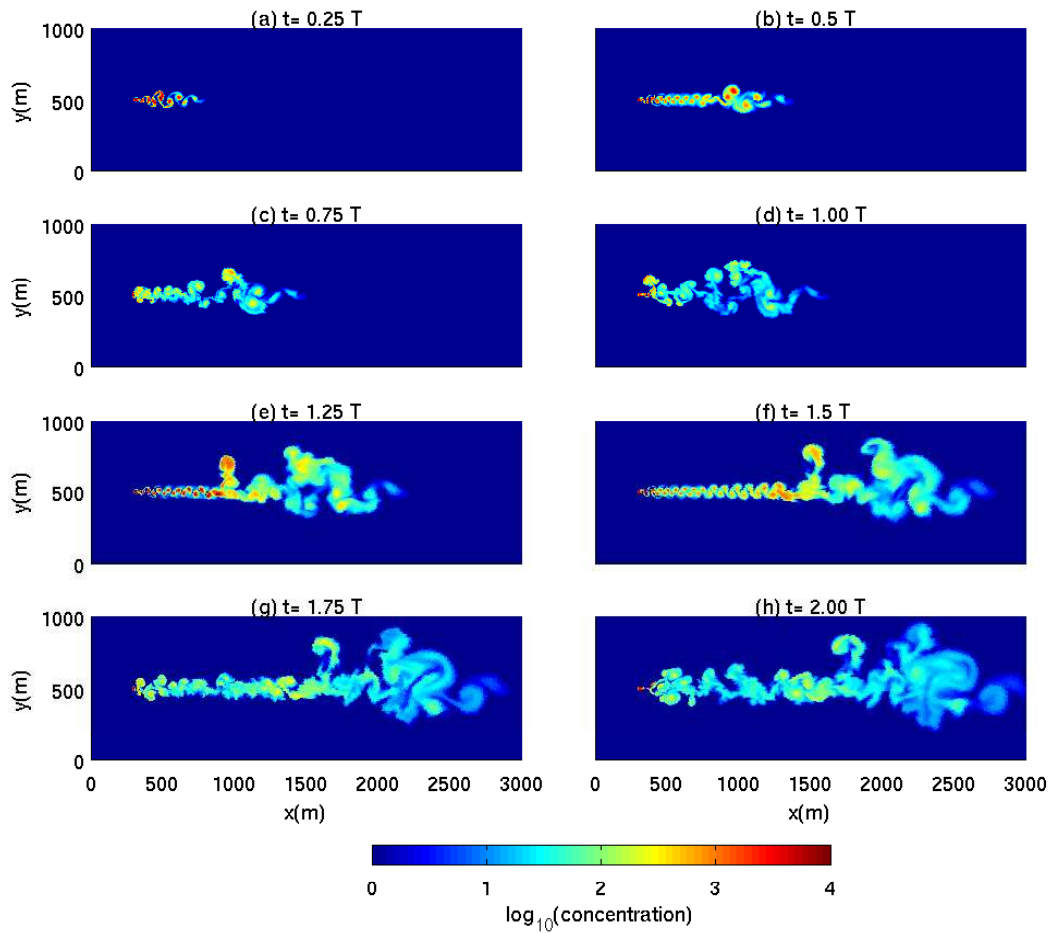 (a) t= 0.25 T
(b) t= 0.5 T
1000
500
0
y(m)
(c) t= 0.75 T
(d) t= 1.00 T
1000
500
0
y(m)
(e) t= 1.25 T
(f) t= 1.5 T
1000
500
0
y(m)
(g) t= 1.75 T
(h) t= 2.00 T
1000
500
0
y(m)
0 500 1000 1500 2000 2500 3000
0 500 1000 1500 2000 2500 3000
x(m)
x(m)
0 1 2 3 4
log10(concentration)